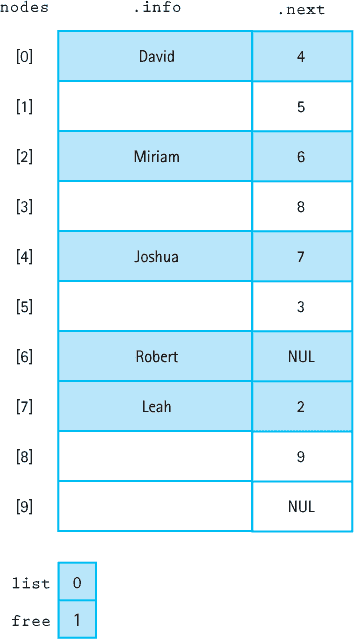 nodes .info .next
[0] David 4
[1] 5
[2] Miriam 6
[3] 8
[4] Joshua 7
[5] 3
[6] Robert NUL
[7] Leah 2
[8] 9
[9] NUL
list 0
free 1